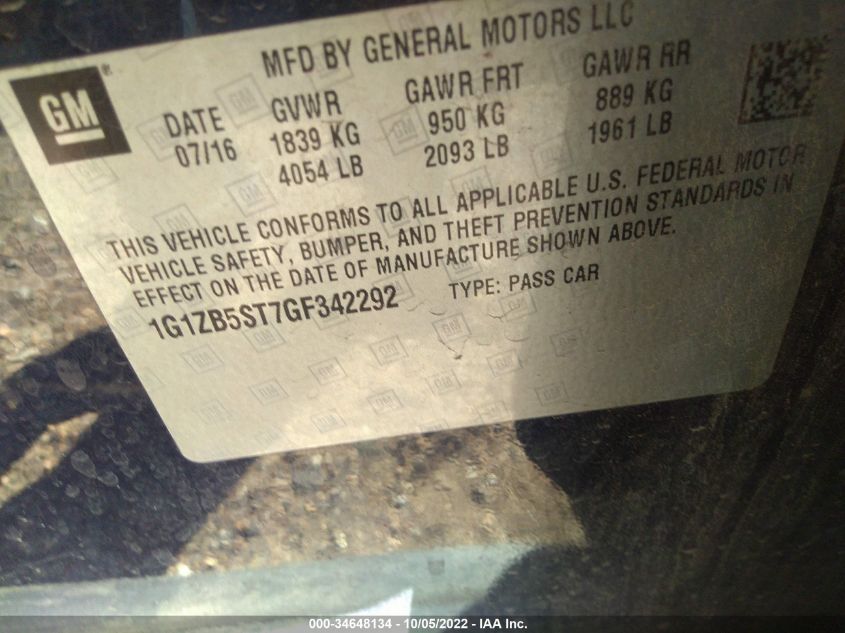 MFD BY GENERAL MOTORS LLC
GM ®
DATE GVWR GAWR FRT GAWR RR
07/16 1839 KG 950 KG 889 KG
4054 LB 2093 LB 1961 LB
THIS VEHICLE CONFORMS TO ALL APPLICABLE U.S. FEDERAL MOTOR
VEHICLE SAFETY, BUMPER, AND THEFT PREVENTION STANDARDS IN
EFFECT ON THE DATE OF MANUFACTURE SHOWN ABOVE.
1G1ZB5ST7GF342292 TYPE: PASS CAR
000-34648134 - 10/05/2022 - IAA Inc.